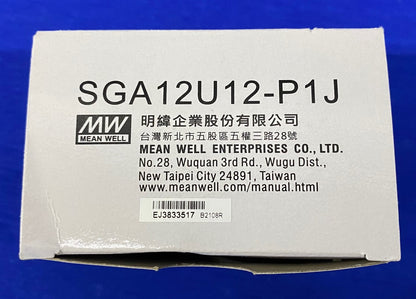 SGA12U12-P1J
MW
MEAN WELL
明緯企業股份有限公司
台灣新北市五股區五權三路28號
MEAN WELL ENTERPRISES CO., LTD.
No.28, Wuquan 3rd Rd., Wugu Dist.,
New Taipei City 24891, Taiwan
www.meanwell.com/manual.html
EJ3833517 B2108R